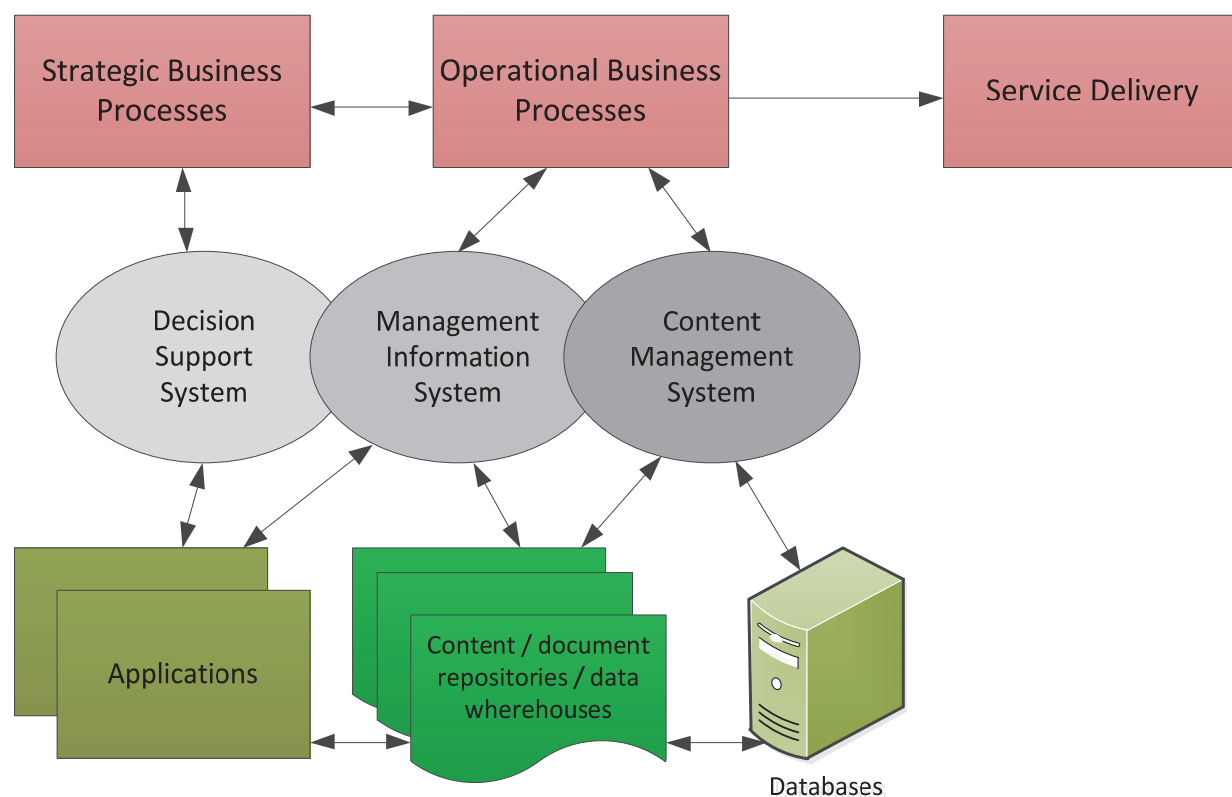 Strategic Business
Processes
Operational Business
Processes
Service Delivery
Decision
Support
System
Management
Information
System
Content
Management
System
Applications
Content / document
repositories / data
wherehouses
Databases